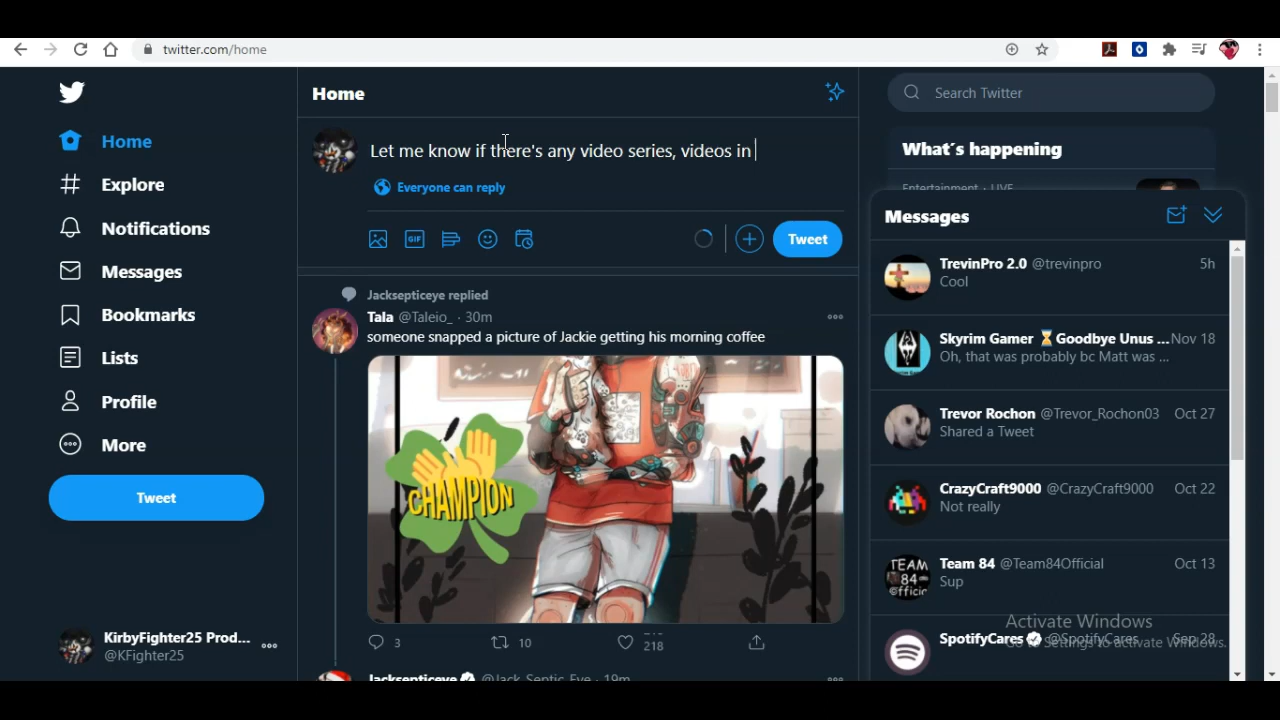 twitter.com/home
Home
Explore
Notifications
Messages
Bookmarks
Lists
Profile
More
Tweet
KirbyFighter25 Prod...
@KFighter25
Home
Let me know if there's any video series, videos in
Everyone can reply
GIF
Tweet
Jacksepticeye replied
Tala @Taleio_ · 30m
someone snapped a picture of Jackie getting his morning coffee
CHAMPION
3
10
218
Jacksepticeye @Jack_Septic_Eye · 19m
Search Twitter
What´s happening
Entertainment · LIVE
Messages
TrevinPro 2.0 @trevinpro 5h
Cool
Skyrim Gamer ⏳Goodbye Unus ... Nov 18
Oh, that was probably bc Matt was ...
Trevor Rochon @Trevor_Rochon03 Oct 27
Shared a Tweet
CrazyCraft9000 @CrazyCraft9000 Oct 22
Not really
TEAM
84
Team 84 @Team84Official Oct 13
Sup
SpotifyCares @SpotifyCares Sep 28
Activate Windows
Go to Settings to activate Windows.